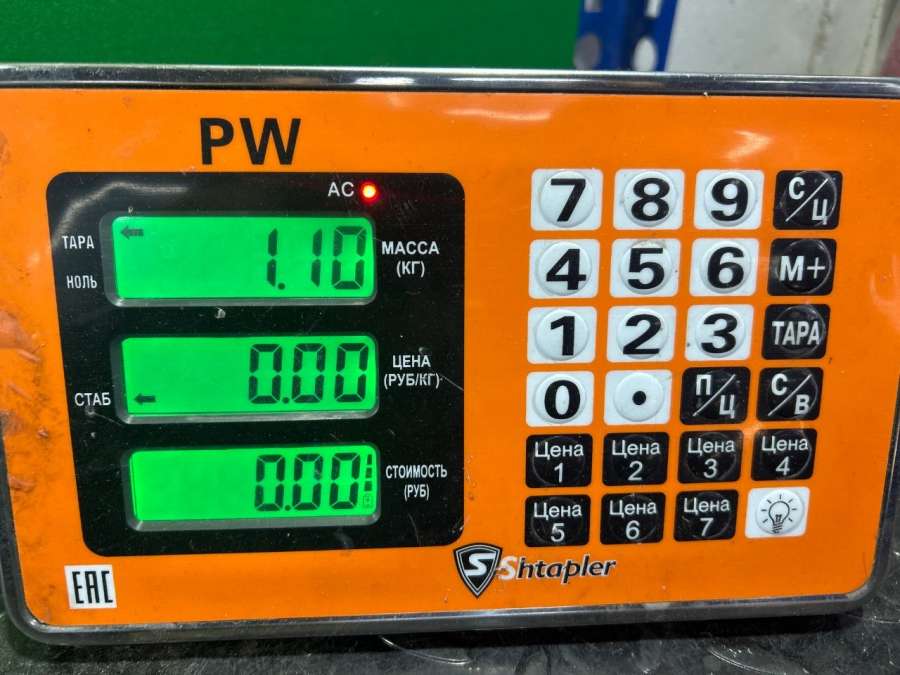 PW
AC
ТАРА
НОЛЬ
1.10
МАССА
(КГ)
СТАБ
0.00
ЦЕНА
(РУБ/КГ)
0.00
СТОИМОСТЬ
(РУБ)
7 8 9 С/Ц
4 5 6 М+
1 2 3 ТАРА
0 . П/Ц С/В
Цена 1 Цена 2 Цена 3 Цена 4
Цена 5 Цена 6 Цена 7
EAC
S Shtapler